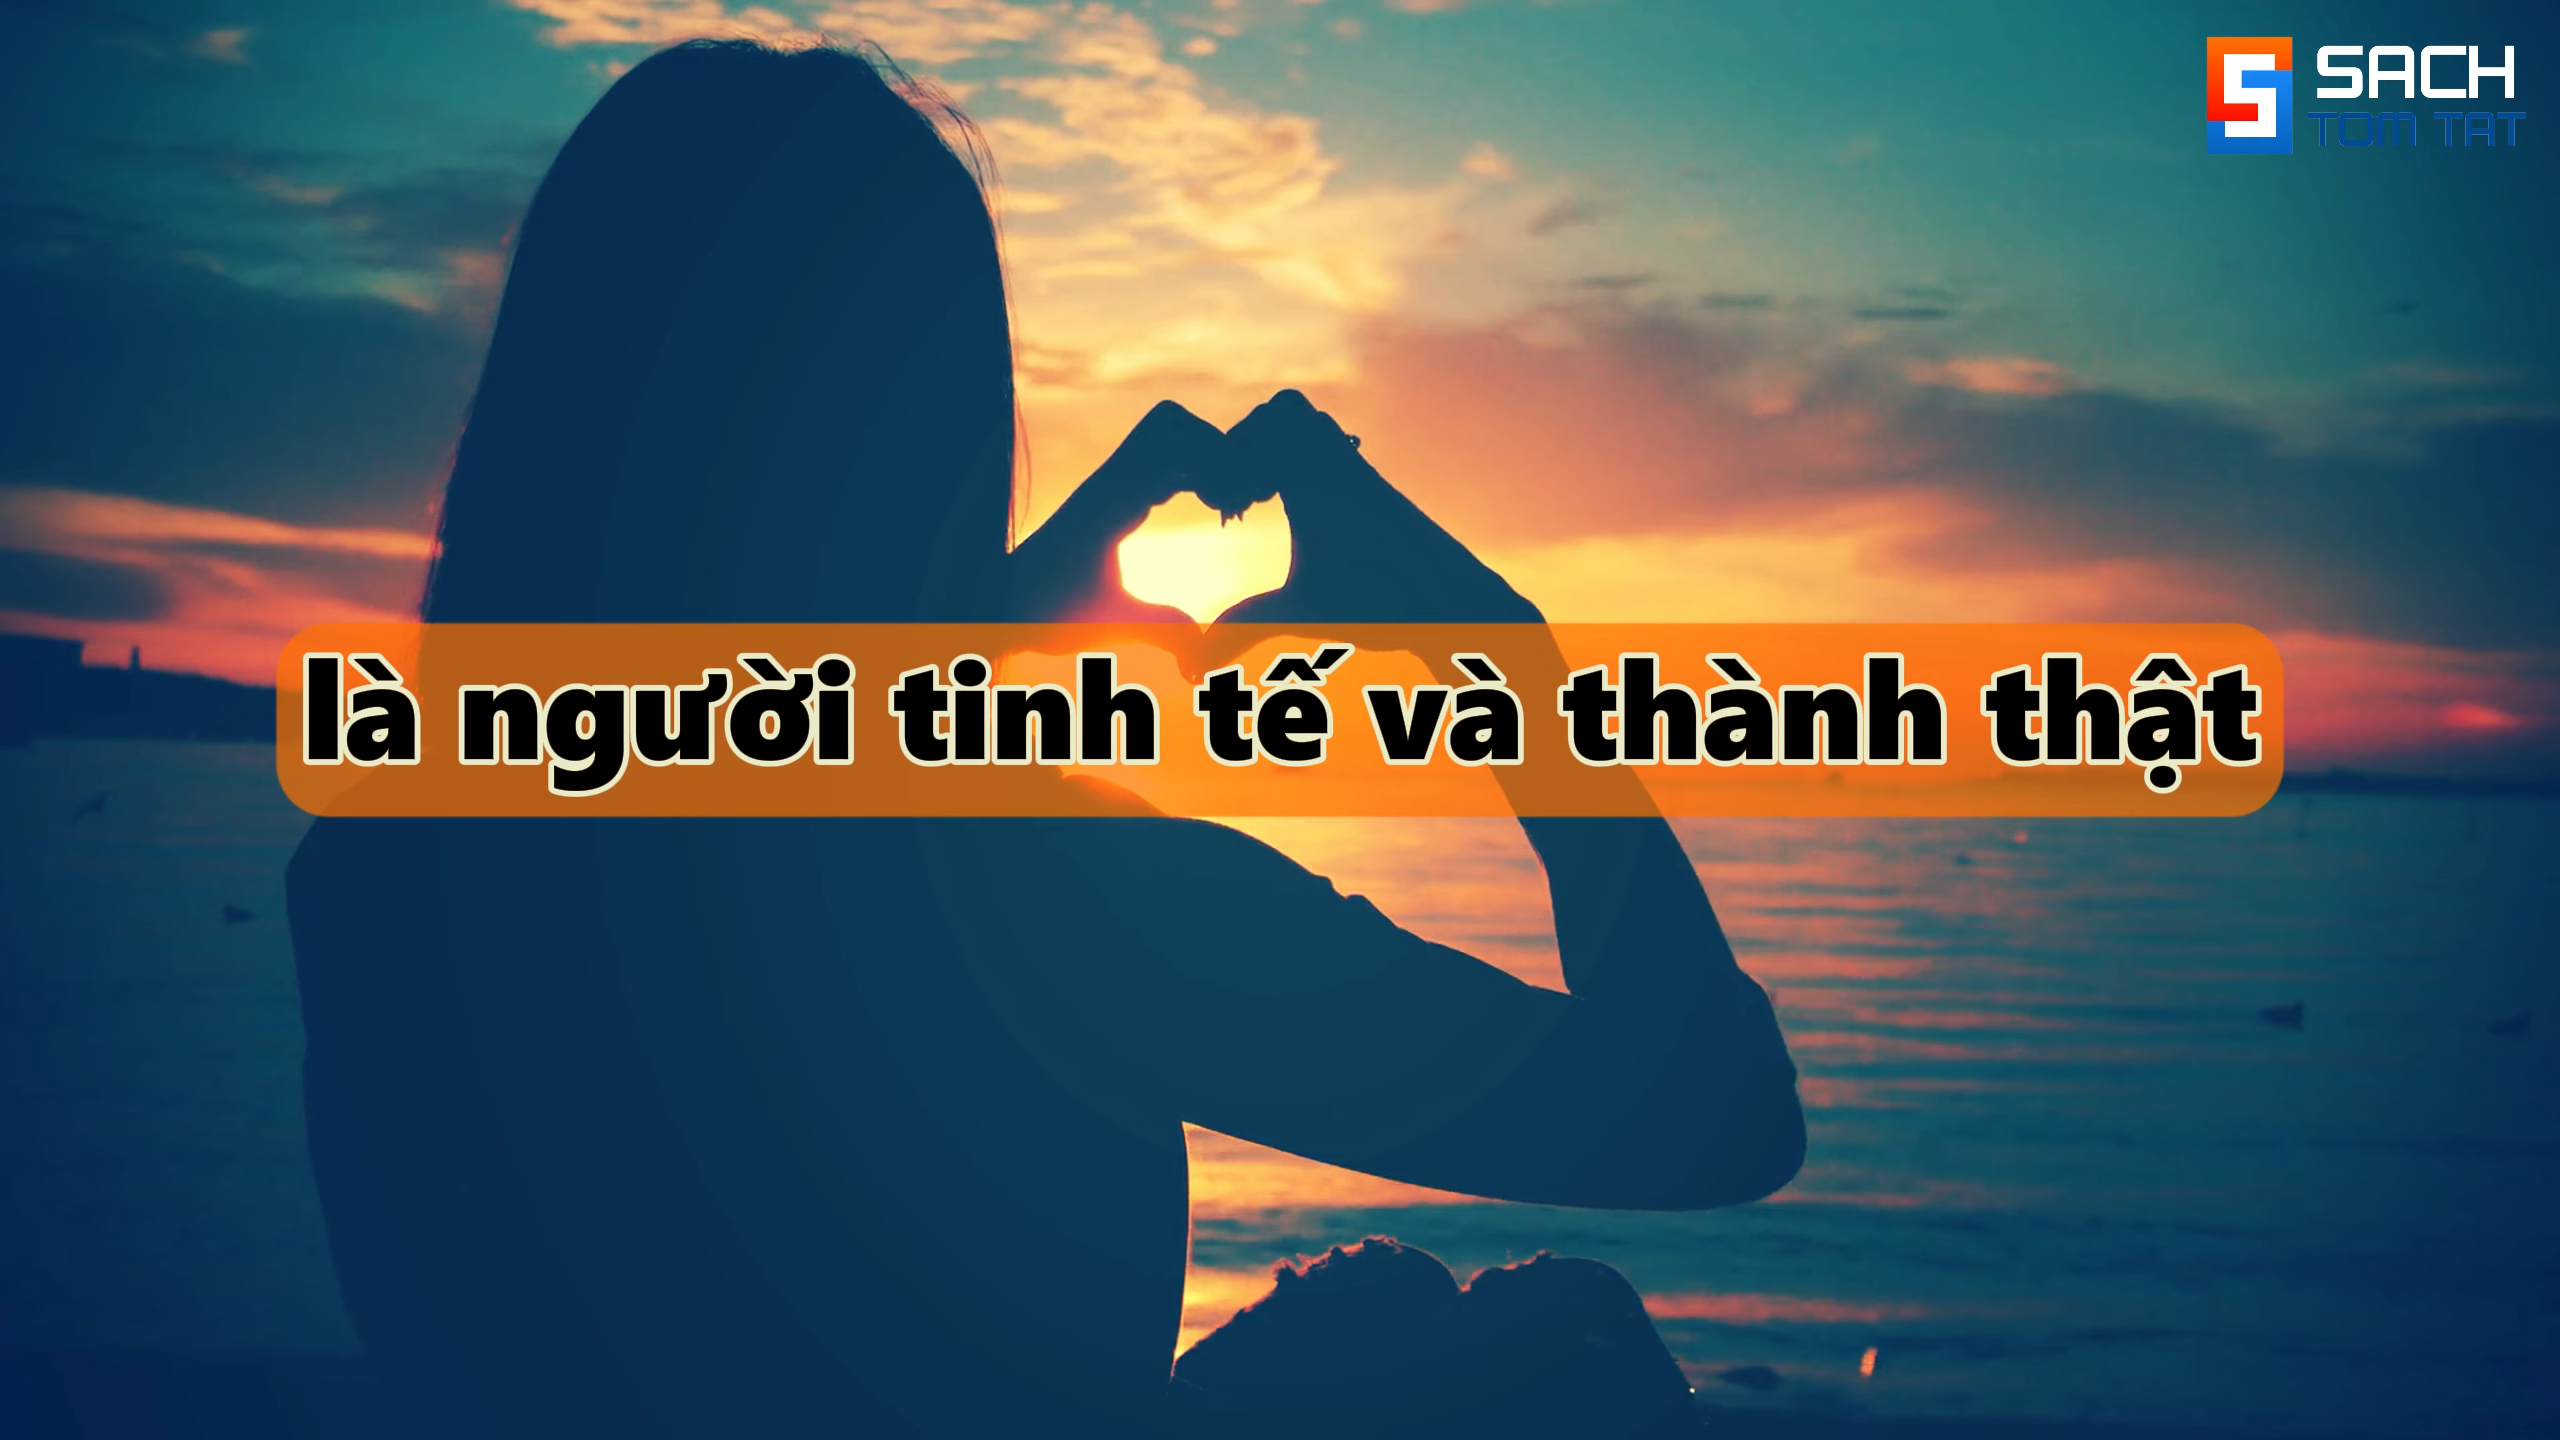 SACH
TOM TAT
là người tinh tế và thành thật